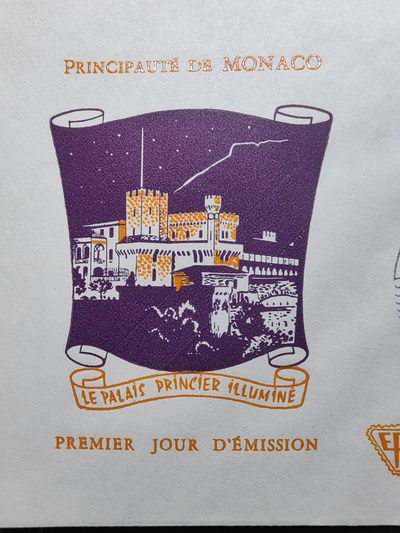 PRINCIPAUTÉ DE MONACO
LE PALAIS PRINCIER ILLUMINÉ
PREMIER JOUR D'ÉMISSION